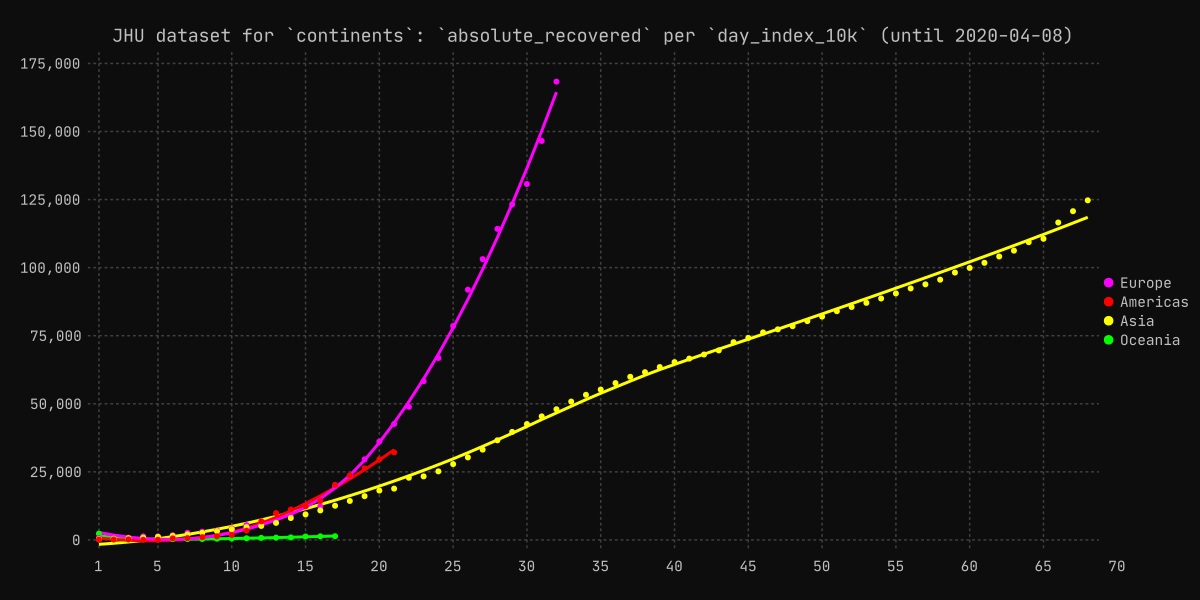 JHU dataset for `continents`: `absolute_recovered` per `day_index_10k` (until 2020-04-08)
175,000
150,000
125,000
100,000
75,000
50,000
25,000
0
1 5 10 15 20 25 30 35 40 45 50 55 60 65 70
Europe
Americas
Asia
Oceania